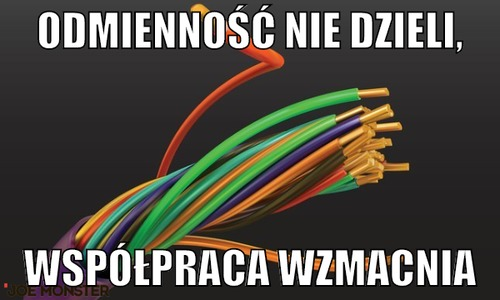 ODMIENNOŚĆ NIE DZIELI,
WSPÓŁPRACA WZMACNIA
JOE MONSTER